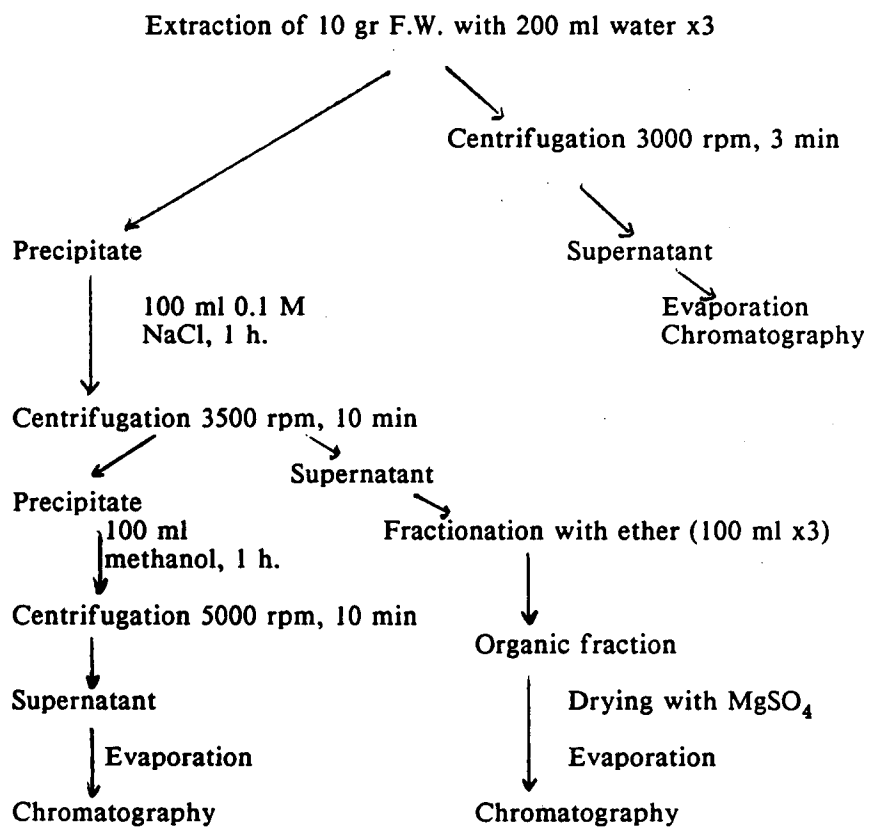 Extraction of 10 gr F.W. with 200 ml water x3
Centrifugation 3000 rpm, 3 min
Precipitate
Supernatant
100 ml 0.1 M
NaCl, 1 h.
Evaporation
Chromatography
Centrifugation 3500 rpm, 10 min
Supernatant
Precipitate
100 ml
methanol, 1 h.
Fractionation with ether (100 ml x3)
Centrifugation 5000 rpm, 10 min
Organic fraction
Supernatant
Drying with MgSO₄
Evaporation
Evaporation
Chromatography
Chromatography